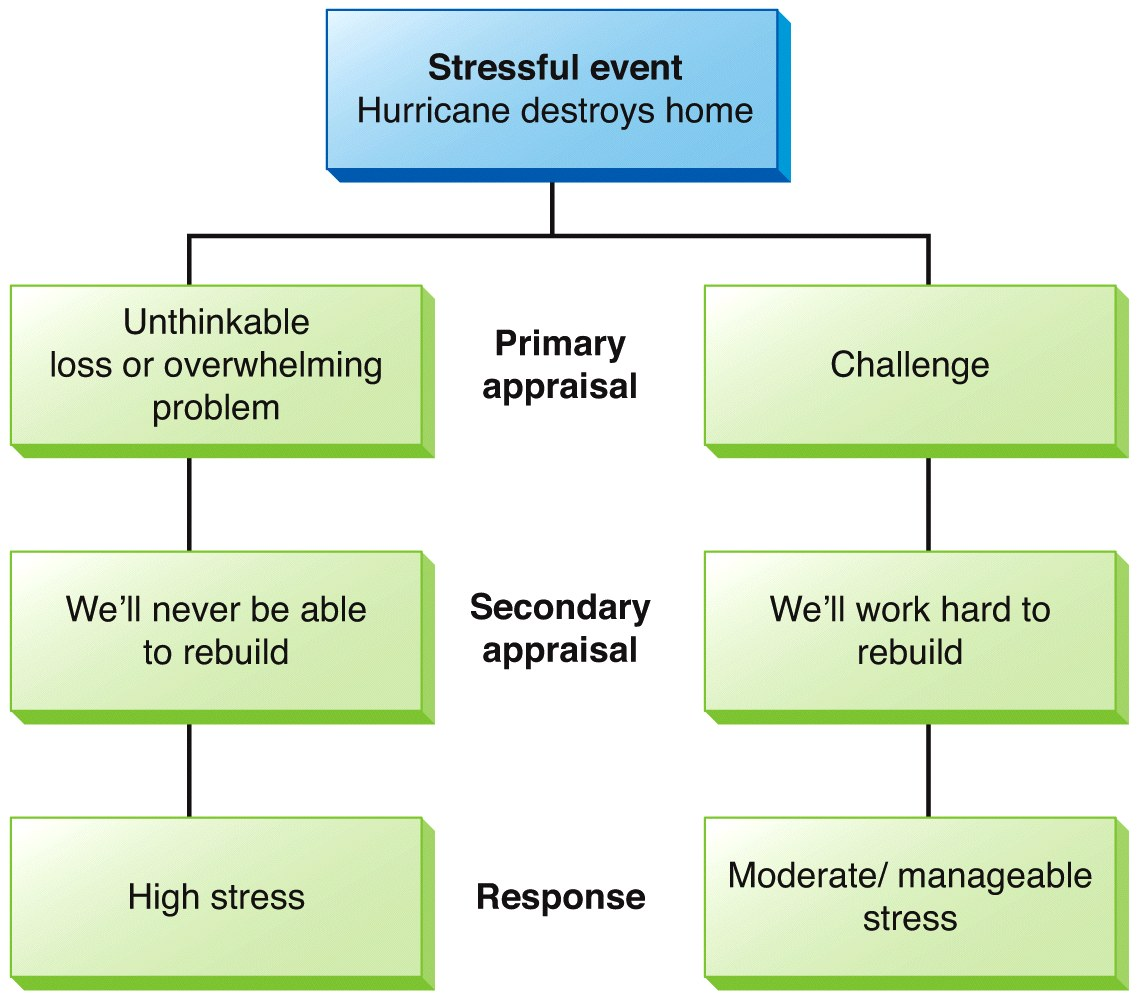 Stressful event
Hurricane destroys home
Unthinkable
loss or overwhelming
problem
Primary
appraisal
Challenge
We’ll never be able
to rebuild
Secondary
appraisal
We’ll work hard to
rebuild
High stress
Response
Moderate/ manageable
stress